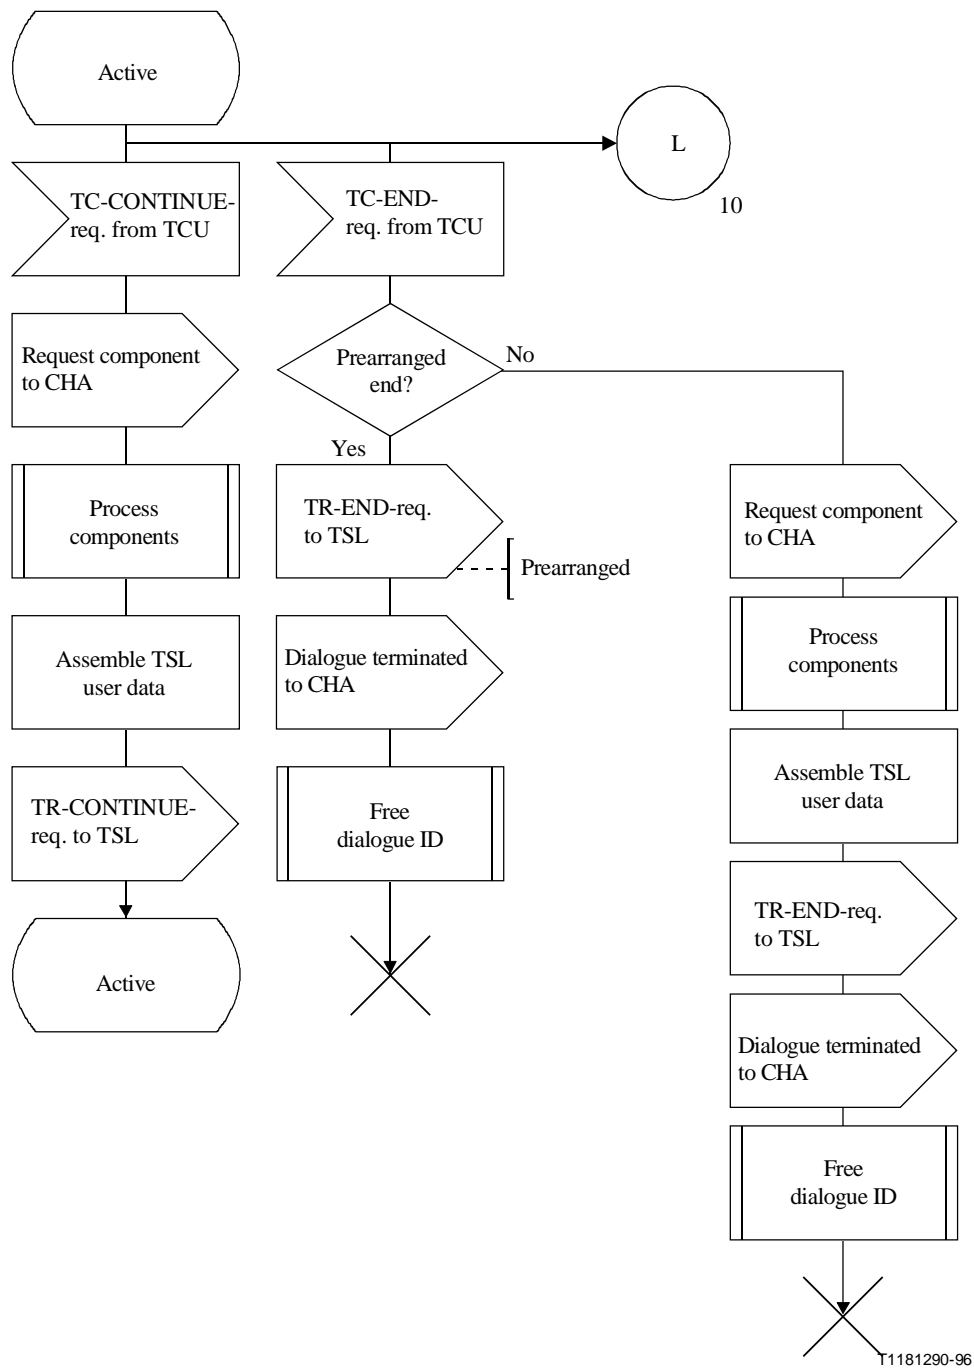 Active
L
10
TC-CONTINUE-
req. from TCU
TC-END-
req. from TCU
Request component
to CHA
Prearranged
end?
No
Yes
Process
components
TR-END-req.
to TSL
Prearranged
Request component
to CHA
Assemble TSL
user data
Dialogue terminated
to CHA
Process
components
TR-CONTINUE-
req. to TSL
Free
dialogue ID
Assemble TSL
user data
Active
TR-END-req.
to TSL
Dialogue terminated
to CHA
Free
dialogue ID
T1181290-96